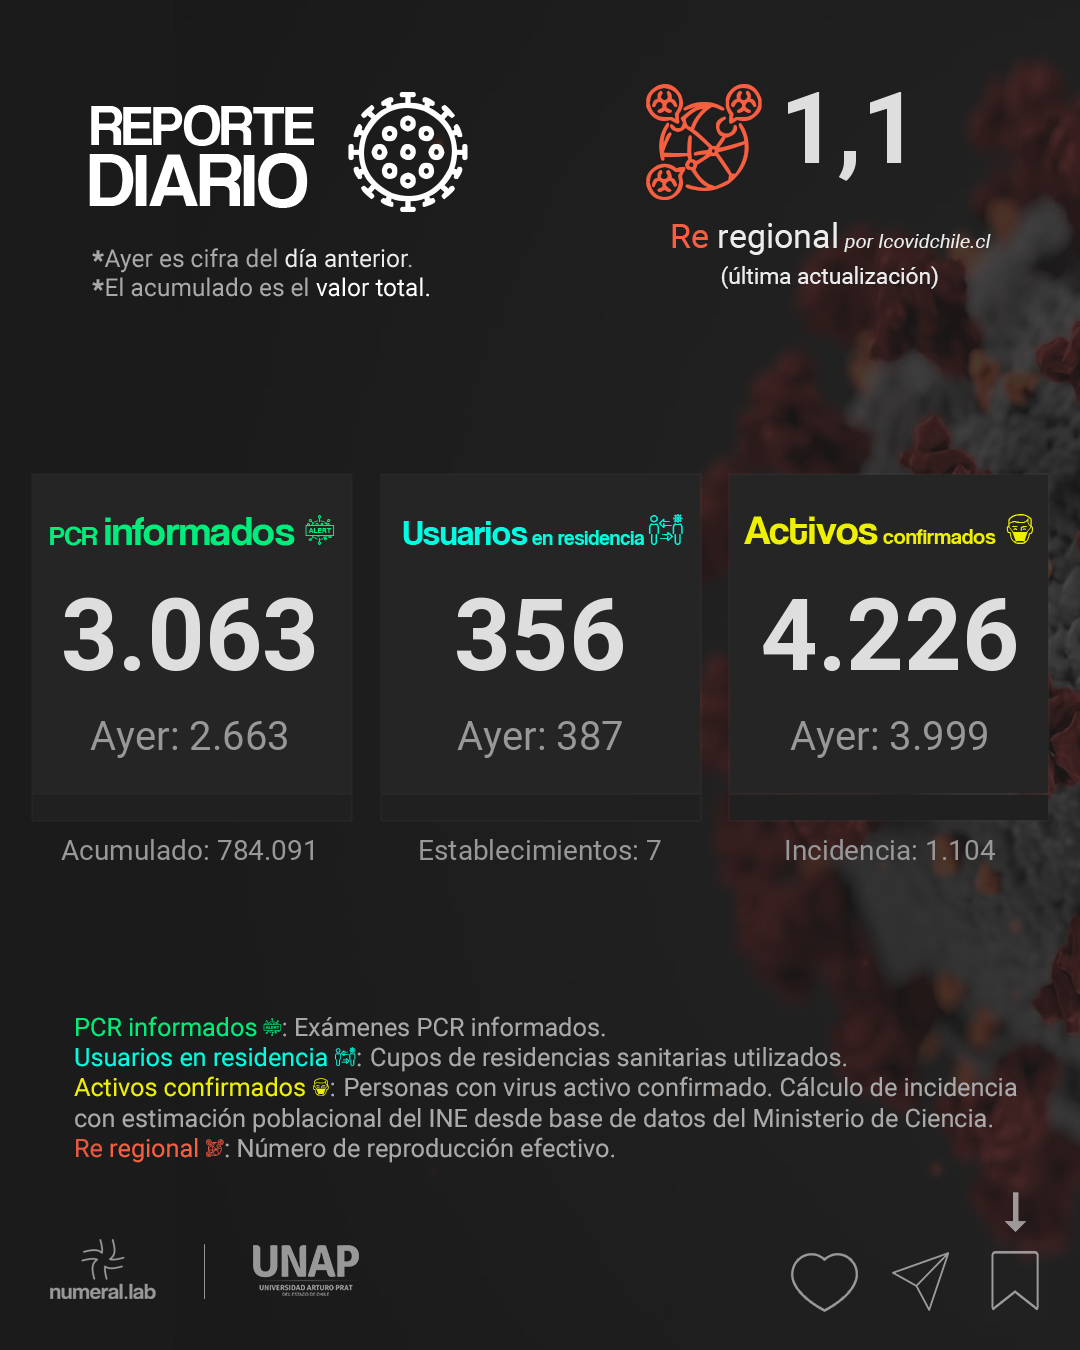 REPORTE
DIARIO
*Ayer es cifra del día anterior.
*El acumulado es el valor total.
1,1
Re regional por Icovidchile.cl
(última actualización)
PCR informados ALERT
3.063
Ayer: 2.663
Acumulado: 784.091
Usuarios en residencia
356
Ayer: 387
Establecimientos: 7
Activos confirmados
4.226
Ayer: 3.999
Incidencia: 1.104
PCR informados ALERT: Exámenes PCR informados.
Usuarios en residencia : Cupos de residencias sanitarias utilizados.
Activos confirmados : Personas con virus activo confirmado. Cálculo de incidencia
con estimación poblacional del INE desde base de datos del Ministerio de Ciencia.
Re regional : Número de reproducción efectivo.
numeral.lab
UNAP
UNIVERSIDAD ARTURO PRAT
DEL ESTADO DE CHILE